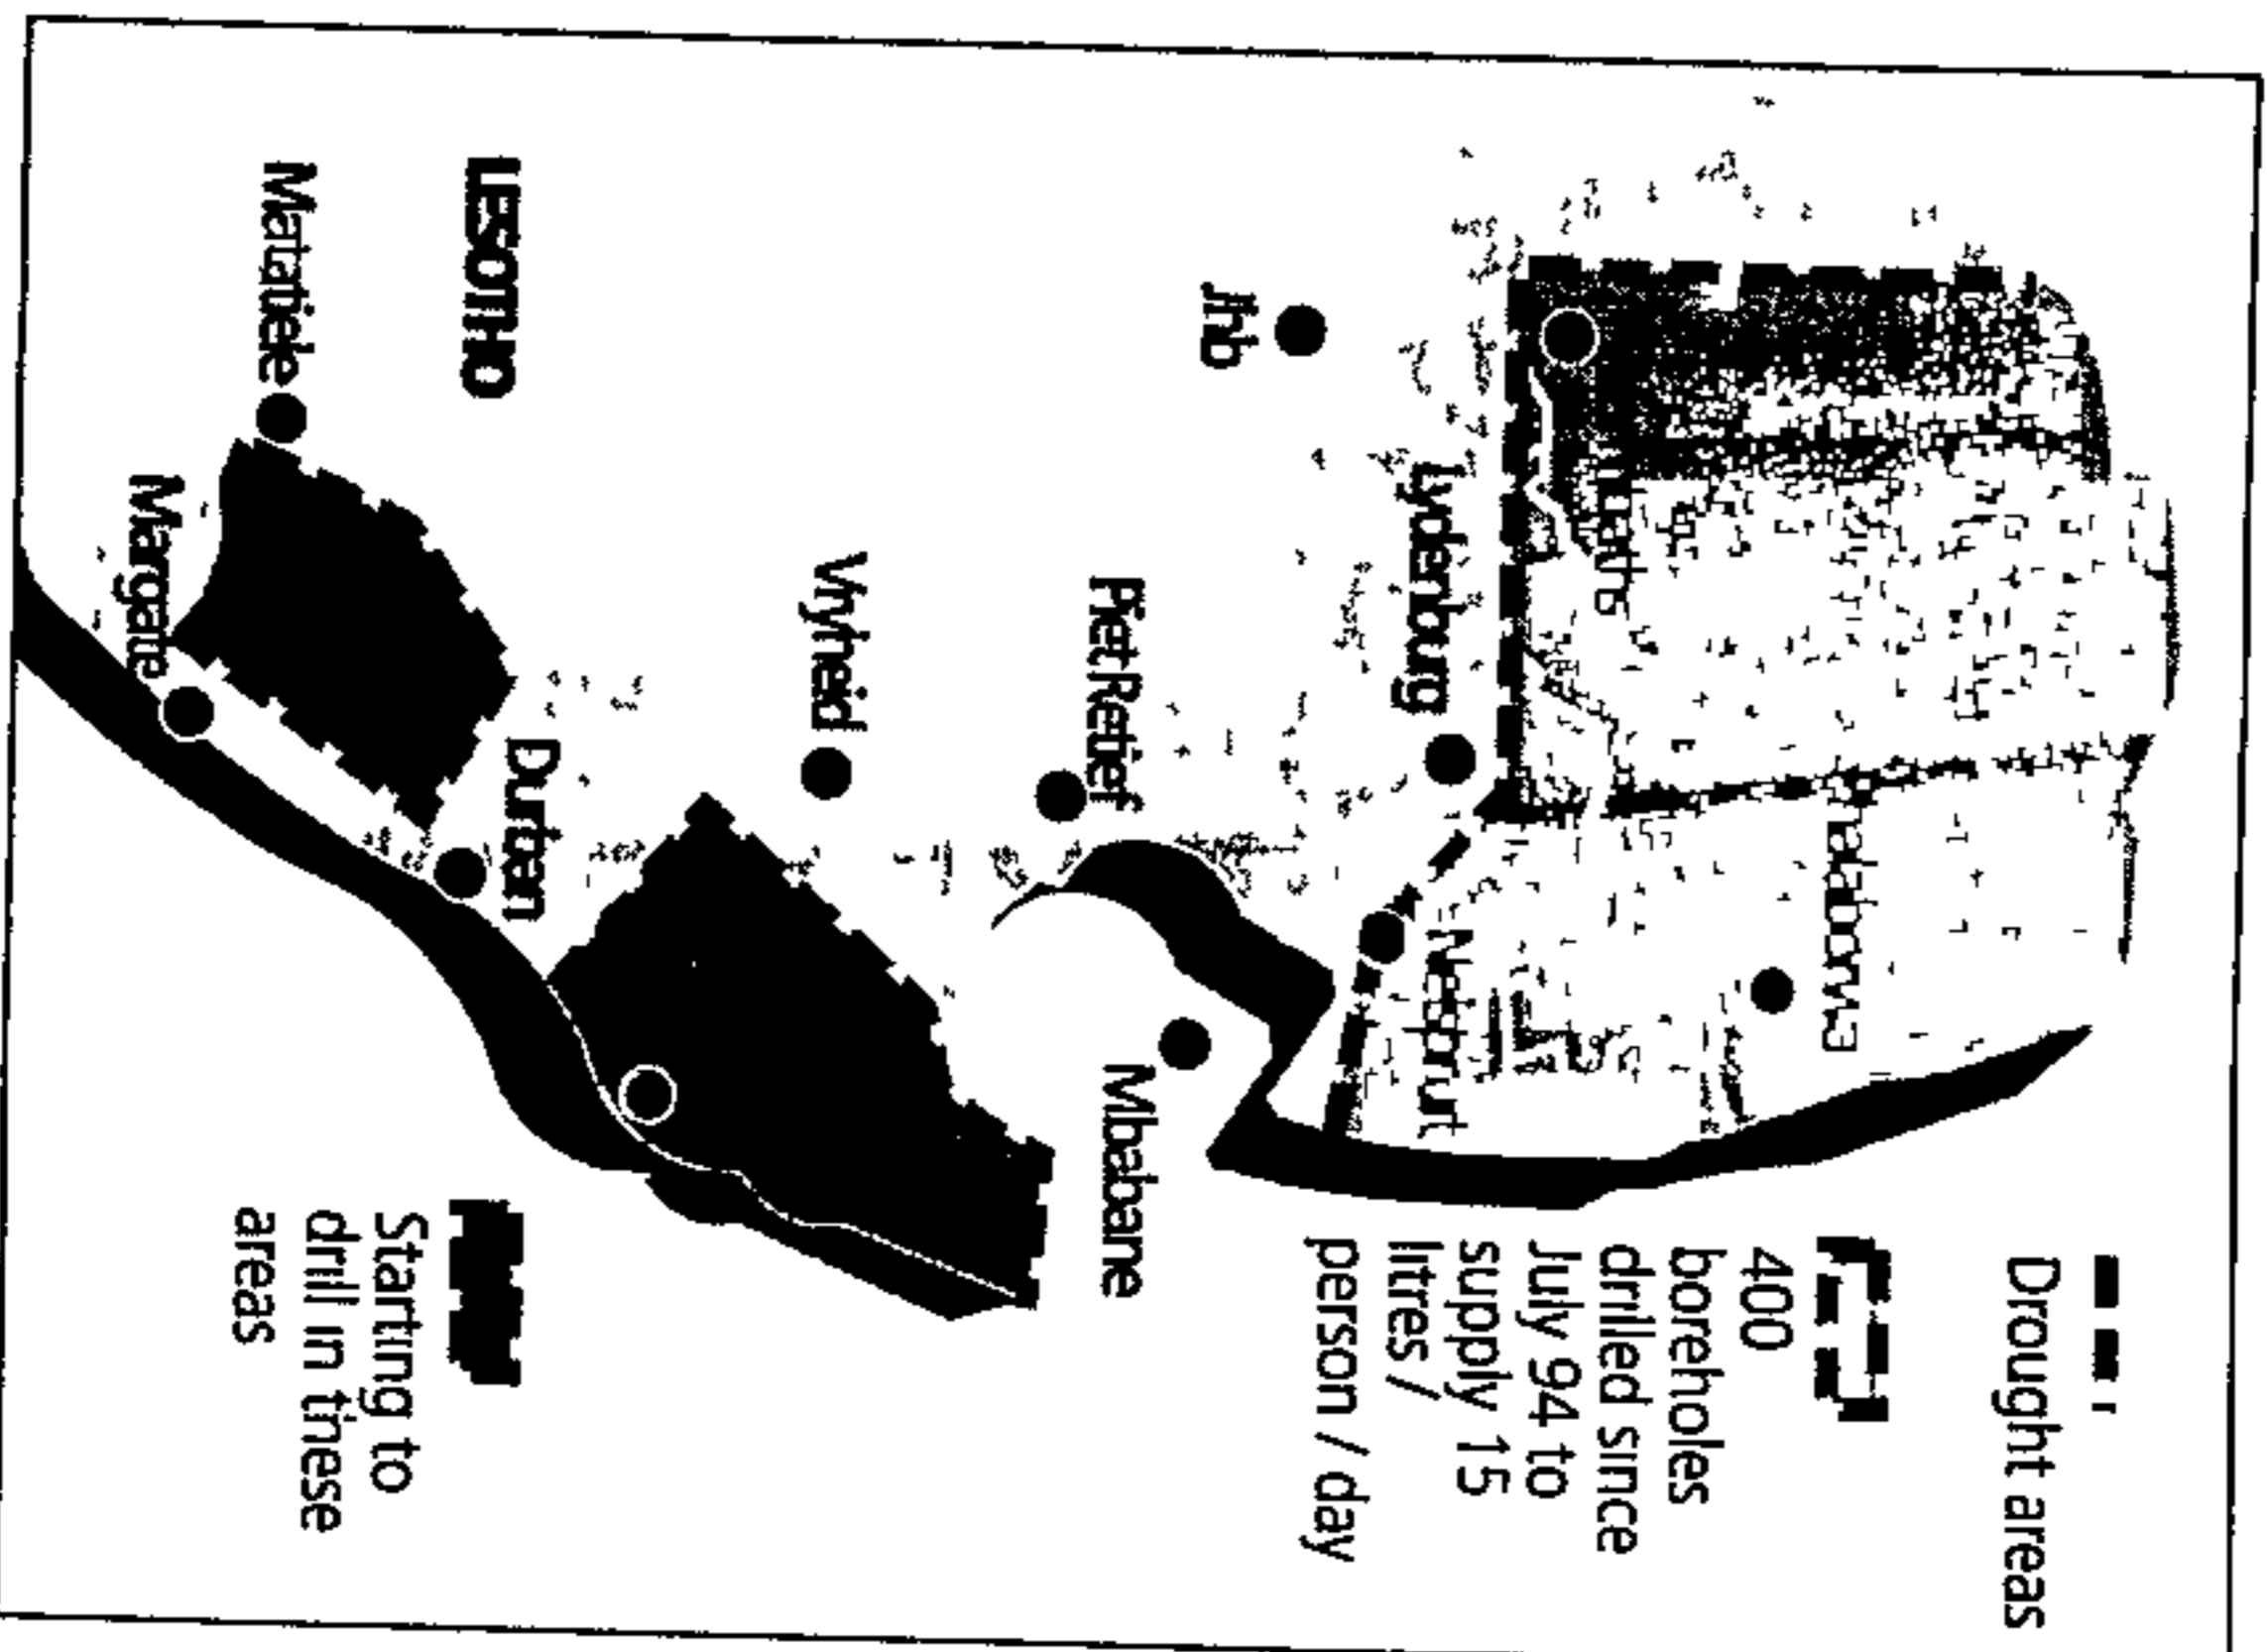 Drought areas
400
boreholes
drilled since
July 94 to
supply 15
litres /
person / day
Lydenburg
Nelspruit
Jhb
Piet Retief
Mbabane
Vryheid
LESOTHO
Durban
Matatiele
Margate
Starting to
drill in these
areas